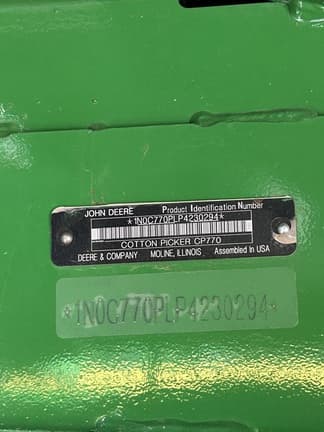 JOHN DEERE Product Identification Number
*1N0C770PLP4230294*
COTTON PICKER CP770
DEERE & COMPANY MOLINE, ILLINOIS Assembled in USA
*1N0C770PLP4230294*